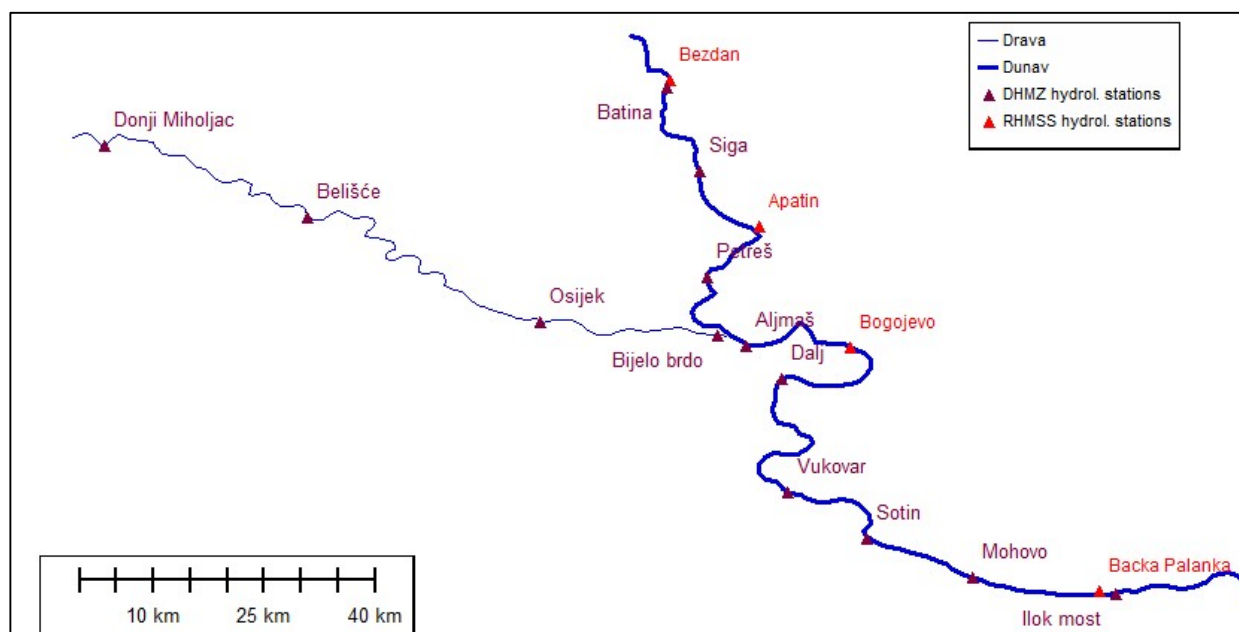 Bezdan
Drava
Dunav
DHMZ hydrol. stations
RHMSS hydrol. stations
Donji Miholjac
Batina
Siga
Belišće
Apatin
Petreš
Osijek
Aljmaš
Bogojevo
Bijelo brdo
Dalj
Vukovar
Sotin
Mohovo
Backa Palanka
Ilok most
10 km
25 km
40 km